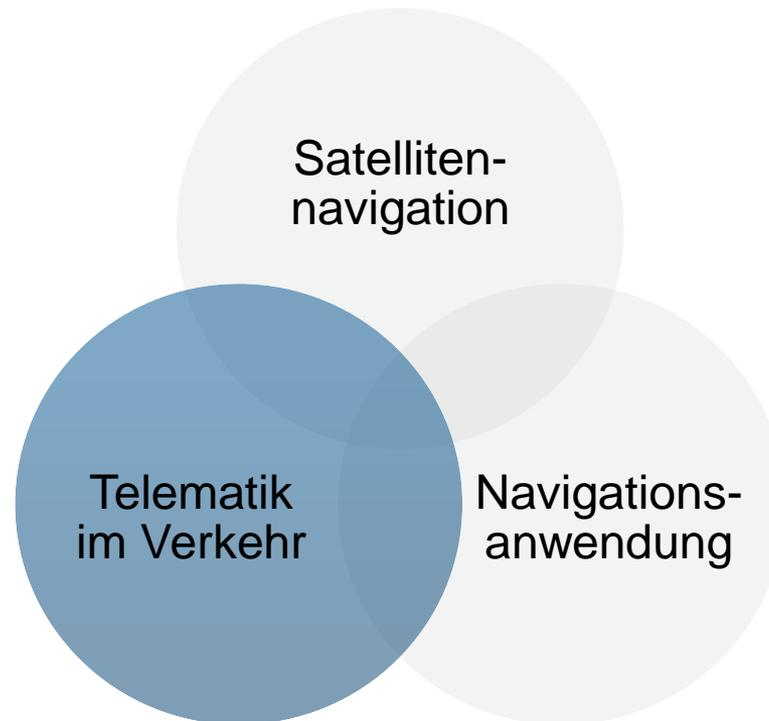 Satelliten-
navigation
Telematik
im Verkehr
Navigations-
anwendung